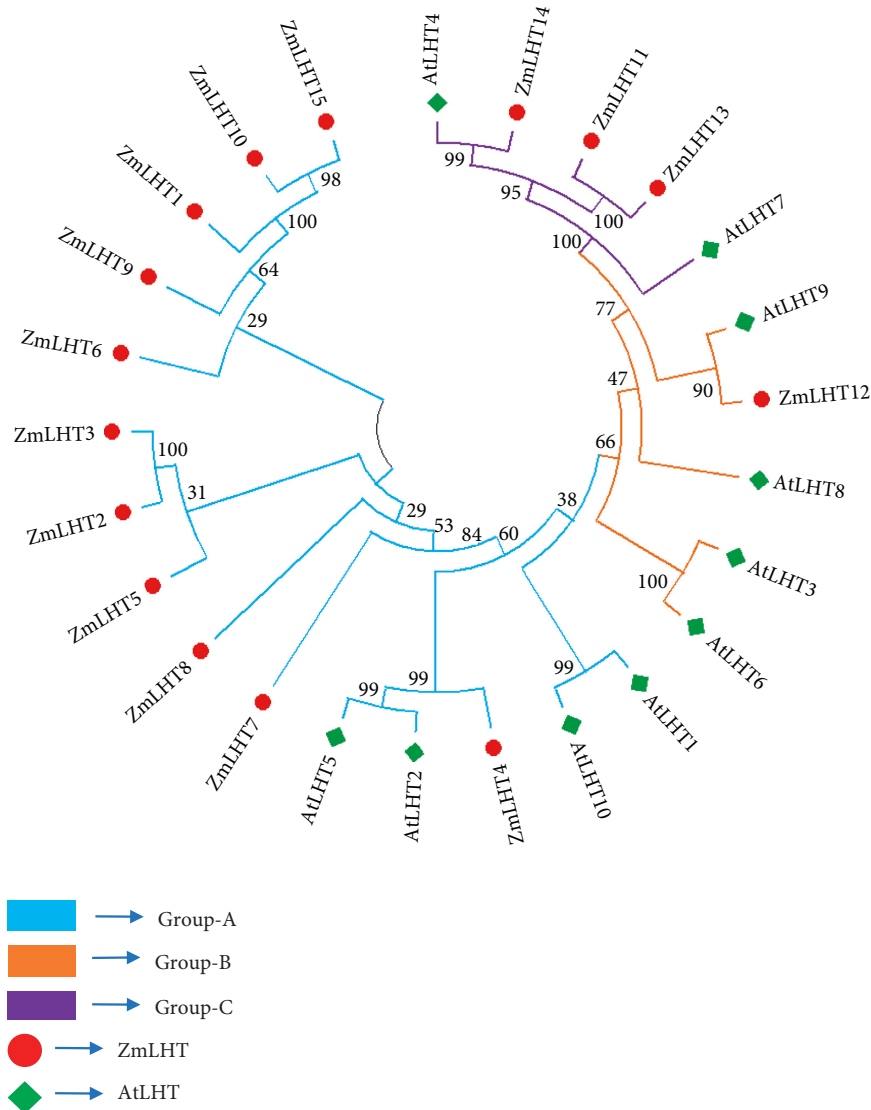 AtLHT4
ZmLHT14
ZmLHT11
ZmLHT13
AtLHT7
AtLHT9
ZmLHT12
AtLHT8
AtLHT3
AtLHT6
AtLHT1
AtLHT10
ZmLHT4
AtLHT2
AtLHT5
ZmLHT7
ZmLHT8
ZmLHT5
ZmLHT2
ZmLHT3
ZmLHT6
ZmLHT9
ZmLHT1
ZmLHT10
ZmLHT15
99
95
100
100
77
90
47
66
100
38
99
60
84
53
29
99
99
31
100
29
64
100
98
Group-A
Group-B
Group-C
ZmLHT
AtLHT